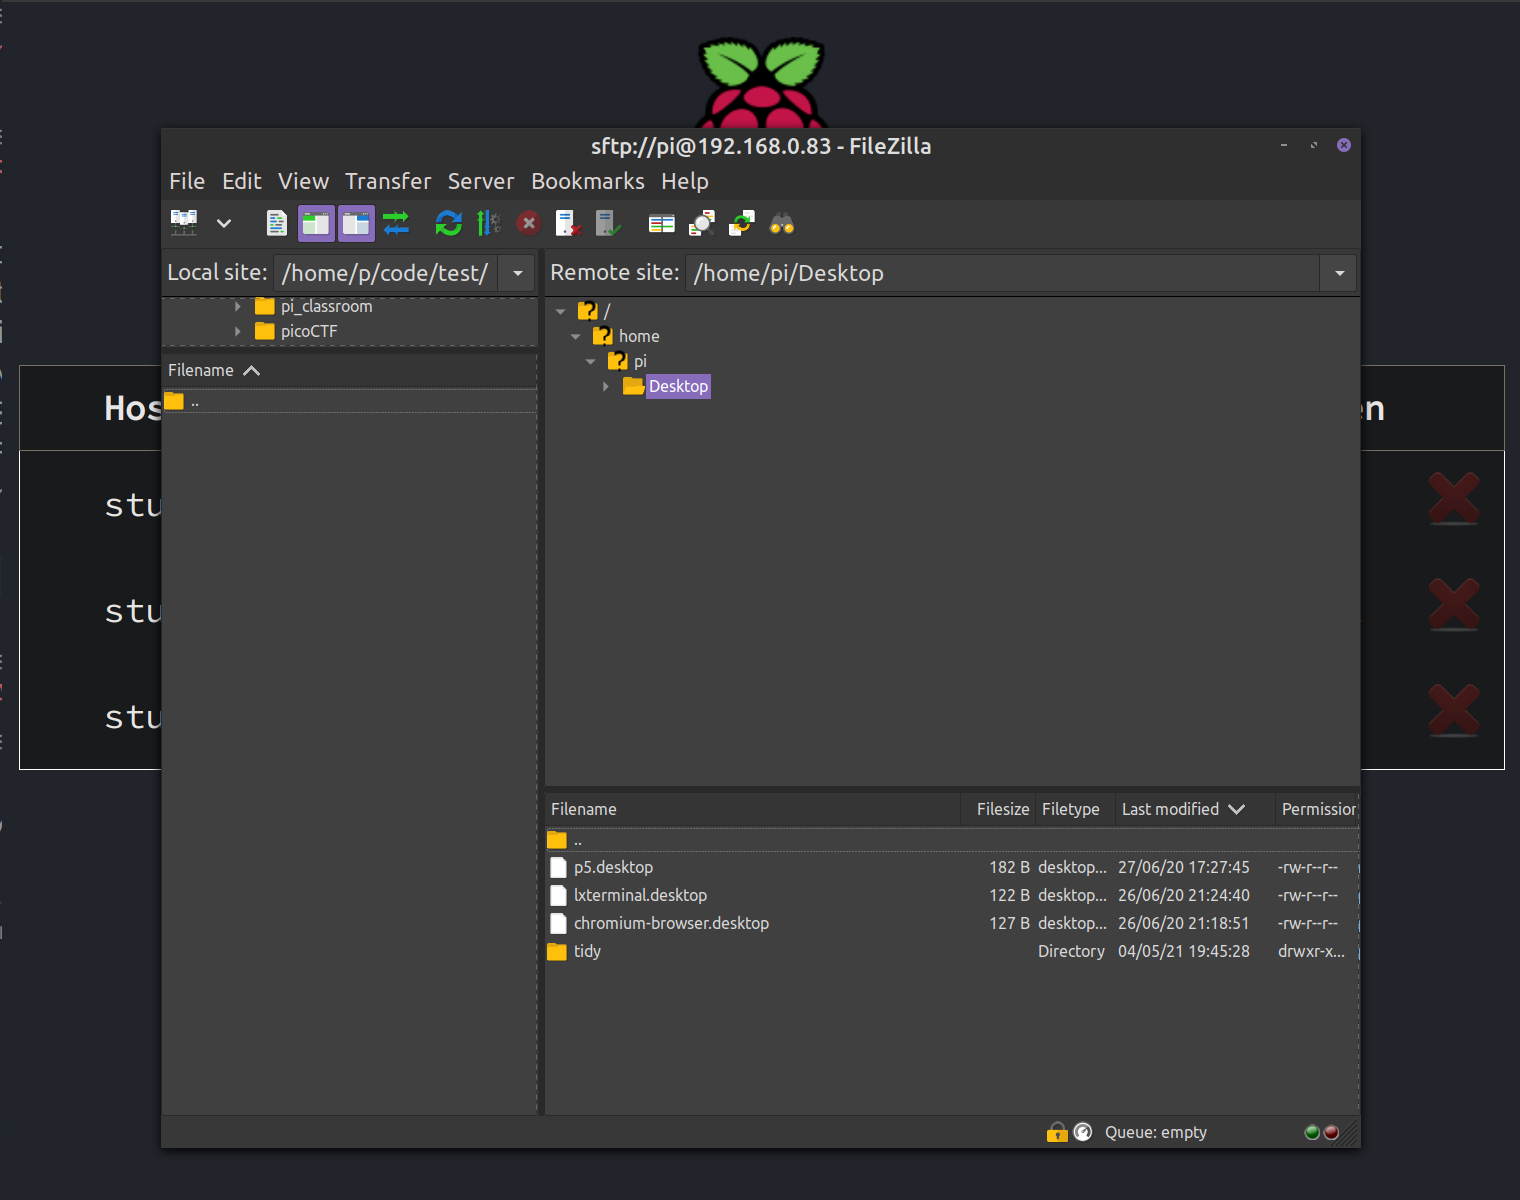 sftp://pi@192.168.0.83 - FileZilla
File Edit View Transfer Server Bookmarks Help
Local site: /home/p/code/test/ Remote site: /home/pi/Desktop
pi_classroom
picoCTF
/
home
pi
Desktop
Filename
..
Hos
en
stu
stu
stu
Filename Filesize Filetype Last modified Permission
..
p5.desktop 182 B desktop... 27/06/20 17:27:45 -rw-r--r--
lxterminal.desktop 122 B desktop... 26/06/20 21:24:40 -rw-r--r--
chromium-browser.desktop 127 B desktop... 26/06/20 21:18:51 -rw-r--r--
tidy Directory 04/05/21 19:45:28 drwxr-x...
Queue: empty